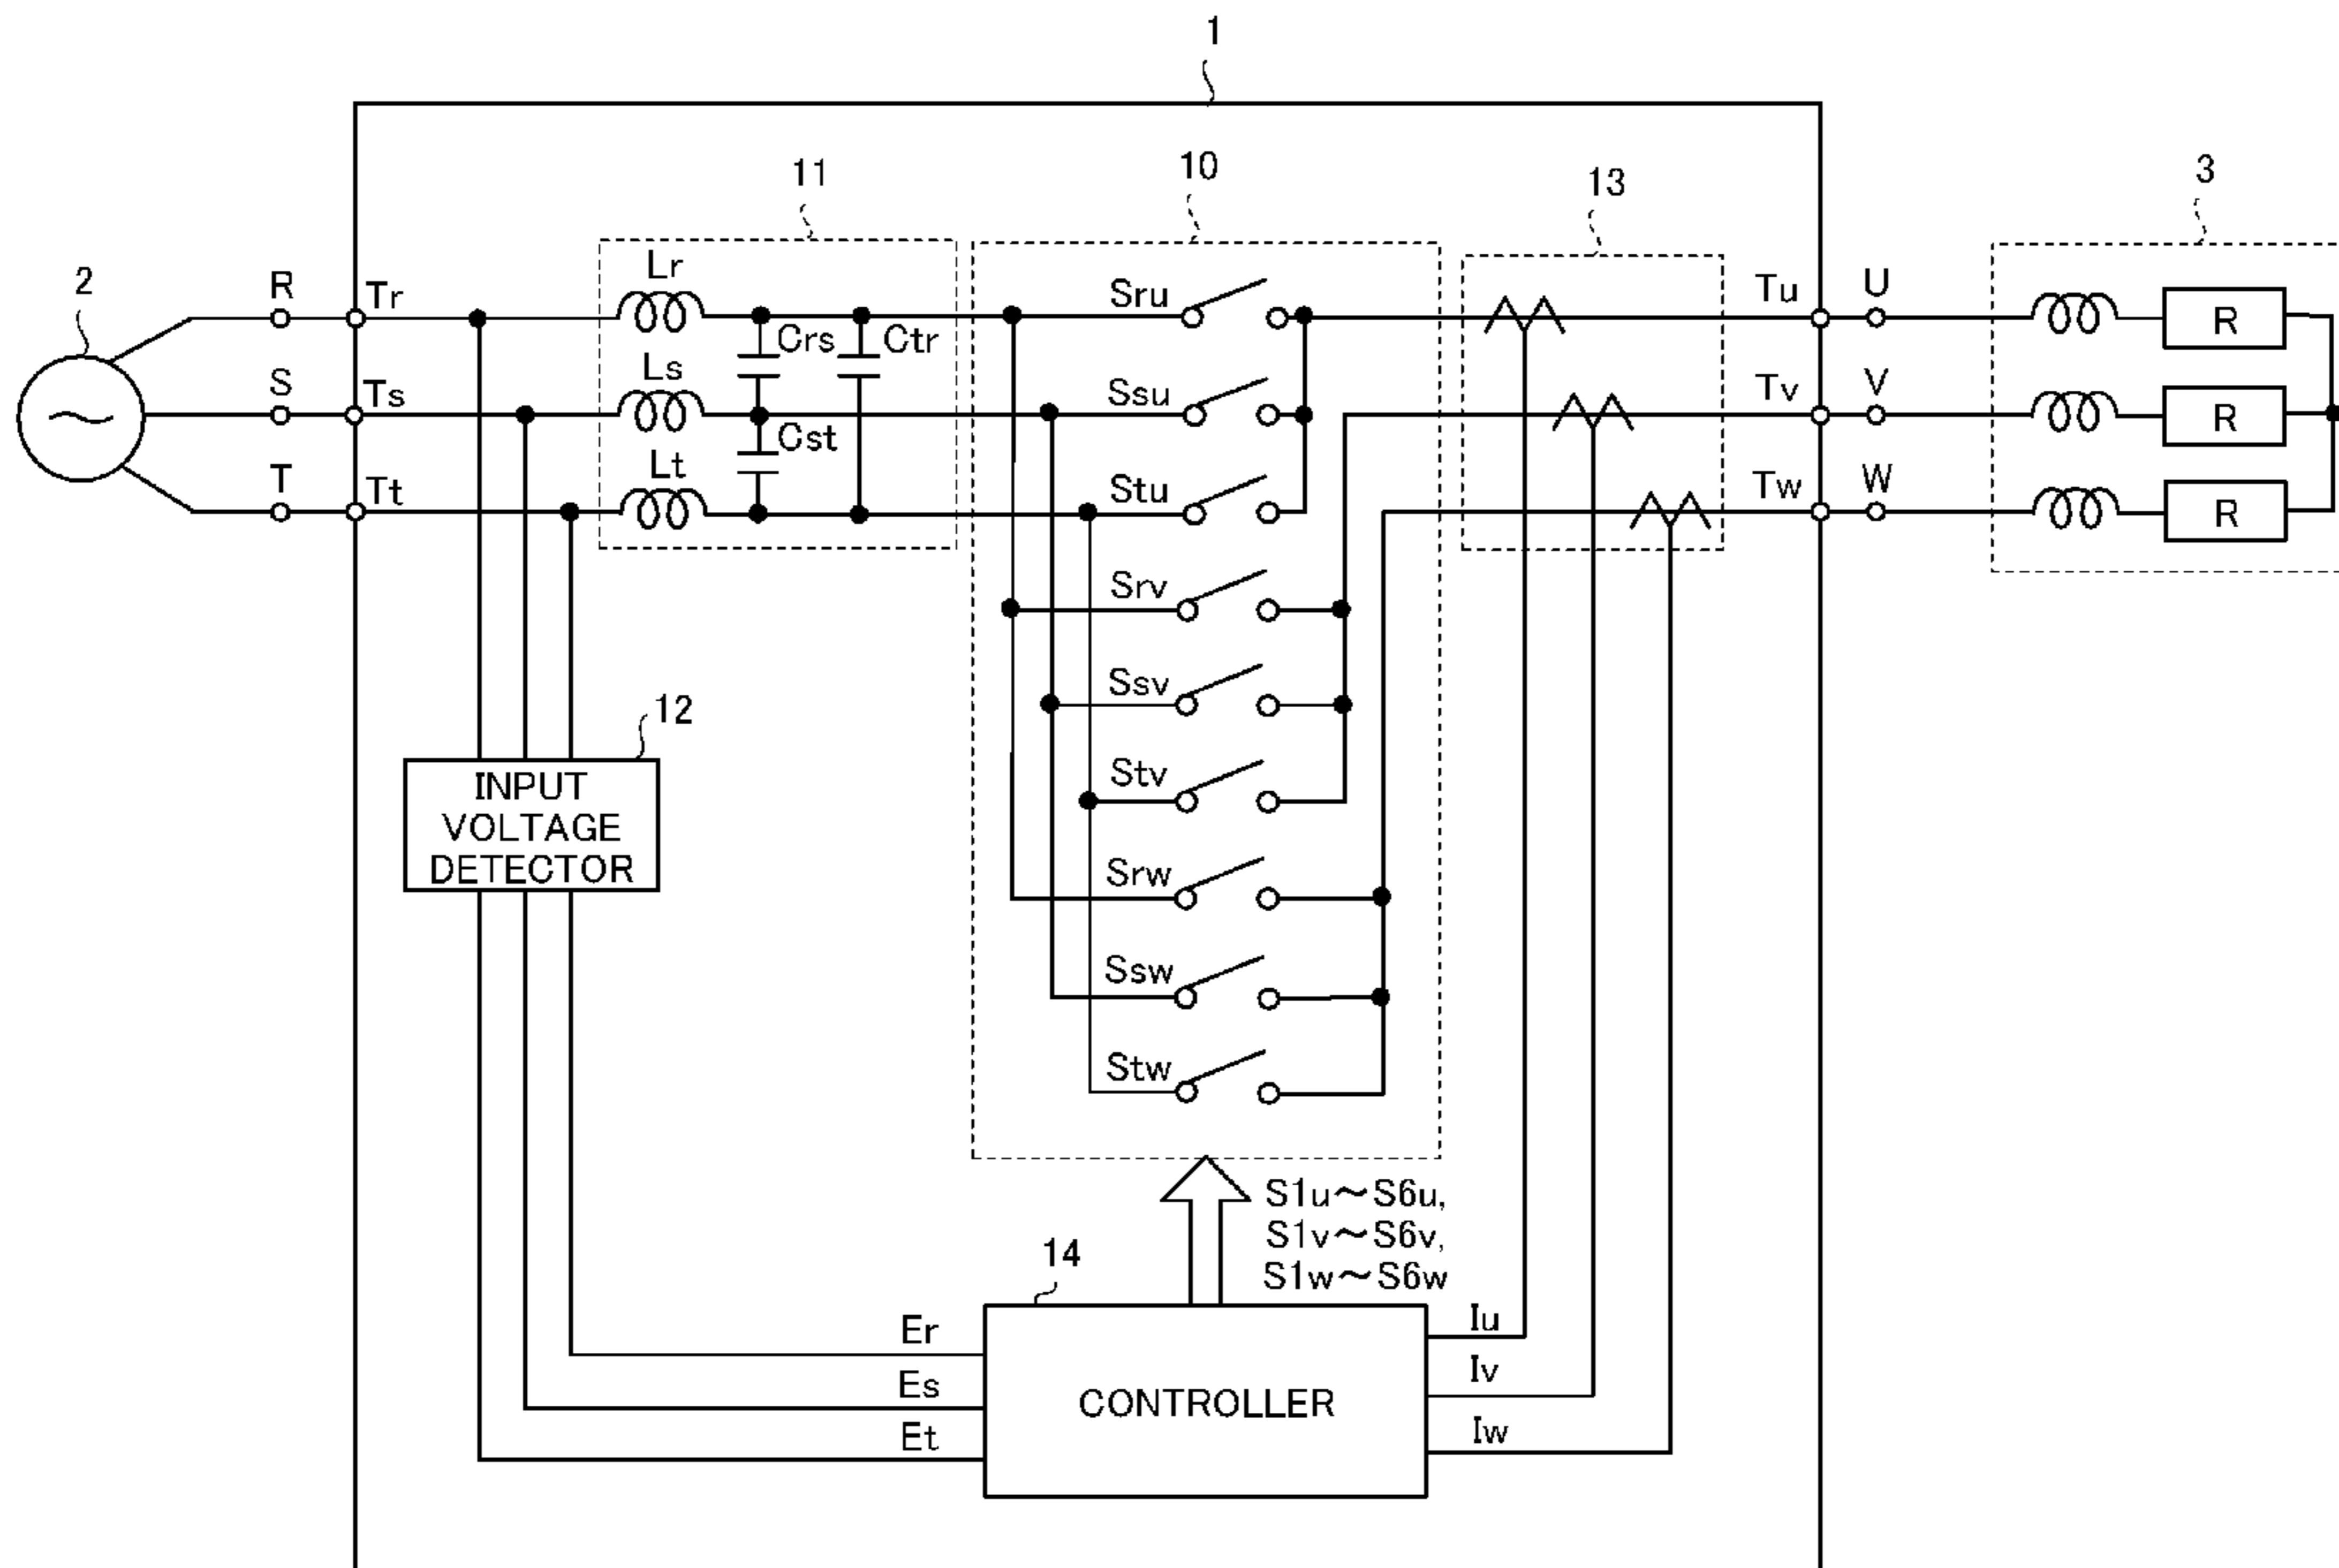 1
11
10
13
3
2
R
Tr
Lr
Sru
Tu
U
R
Crs
Ctr
S
Ts
Ls
Ssu
Tv
V
R
Cst
T
Tt
Lt
Stu
Tw
W
R
Srv
Ssv
12
Stv
INPUT
VOLTAGE
DETECTOR
Srw
Ssw
Stw
S1u～S6u,
S1v～S6v,
S1w～S6w
14
Er
Iu
Es
Iv
CONTROLLER
Et
Iw